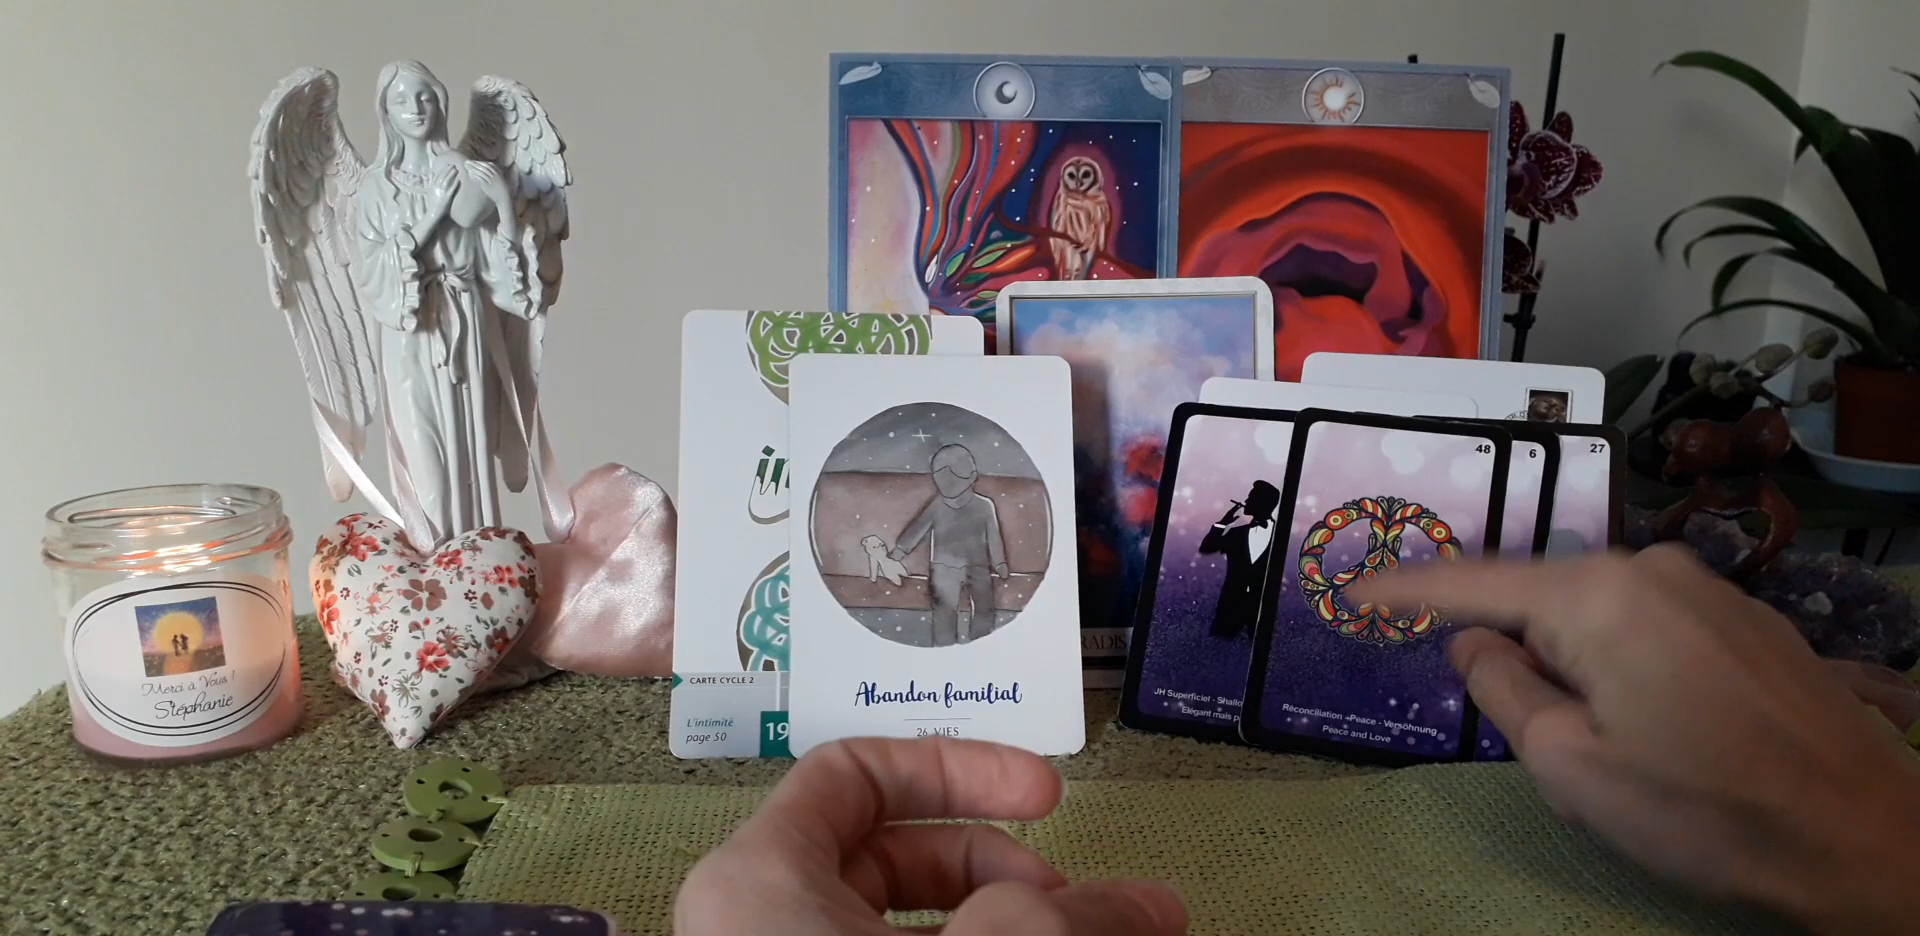 Merci à Vous !
Stéphanie
CARTE CYCLE 2
L'intimité
page 50
19
Abandon familial
26 VIES
JH Superficiel - Shallo
Elégant mais p
48
Réconciliation - Peace - Versöhnung
Peace and Love
6
27